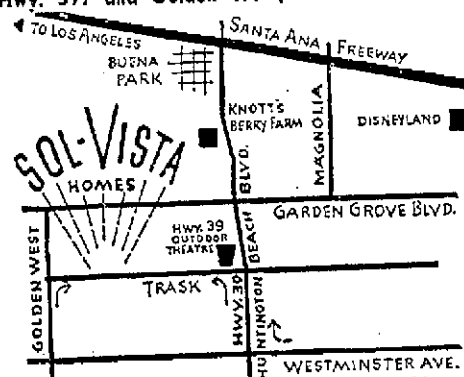 Hwy. 39, and Golden
TO LOS ANGELES
SANTA ANA FREEWAY
BUENA
PARK
KNOTT'S
BERRY FARM
DISNEYLAND
MAGNOLIA
SOL-VISTA
HOMES
BLVD.
GARDEN GROVE BLVD.
HWY. 39
OUTDOOR
THEATRE
BEACH
GOLDEN WEST
TRASK
HWY. 39
HUNTINGTON
WESTMINSTER AVE.